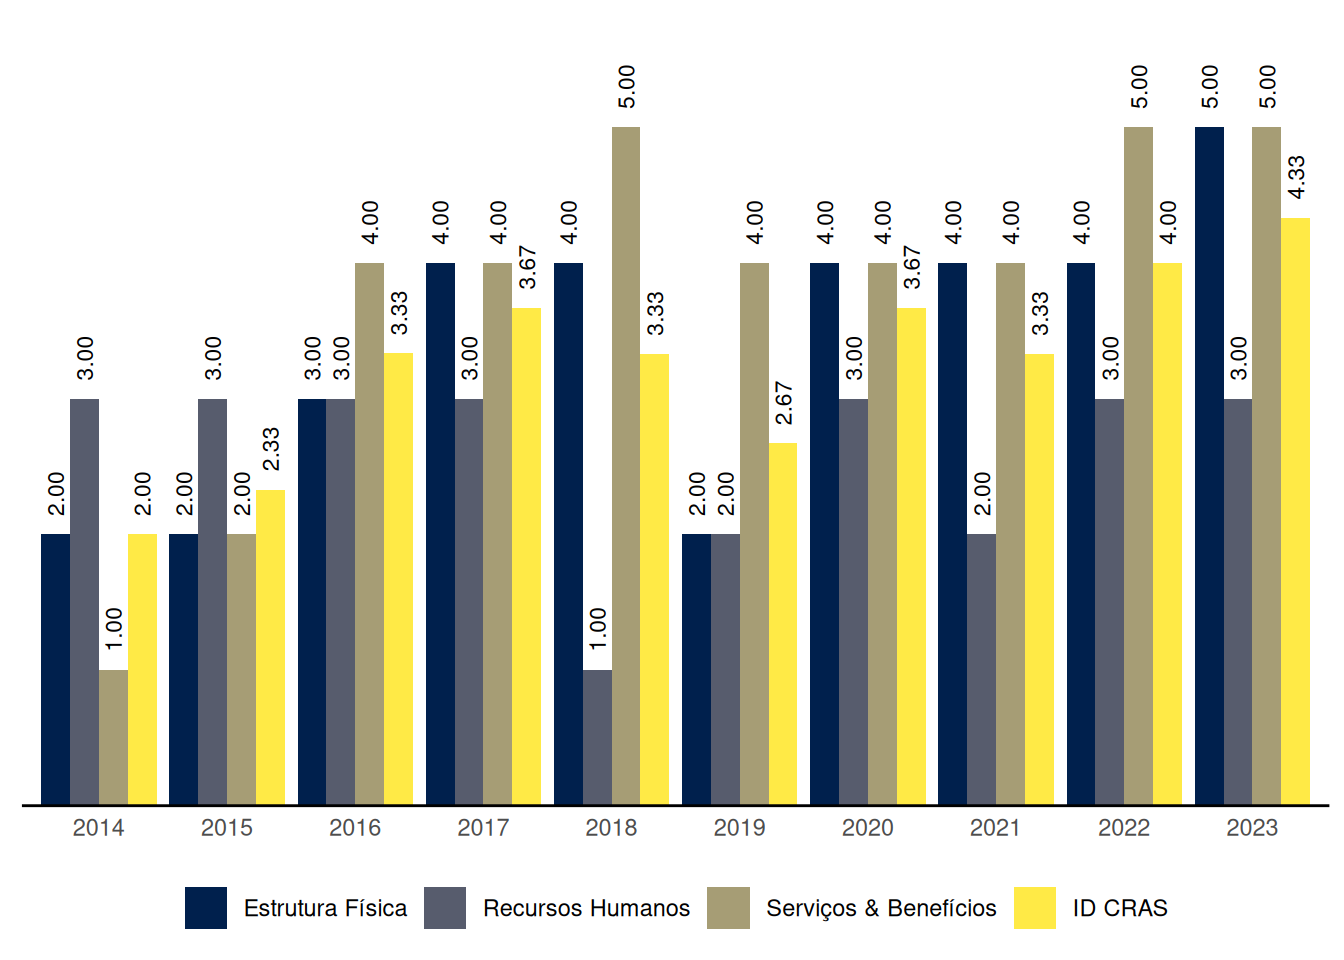 2.00 3.00 1.00 2.00
2.00 3.00 2.00 2.33
3.00 3.00 4.00 3.33
4.00 3.00 4.00 3.67
4.00 1.00 5.00 3.33
2.00 2.00 4.00 2.67
4.00 3.00 4.00 3.67
4.00 2.00 4.00 3.33
4.00 3.00 5.00 4.00
5.00 3.00 5.00 4.33
2014 2015 2016 2017 2018 2019 2020 2021 2022 2023
Estrutura Física Recursos Humanos Serviços & Benefícios ID CRAS